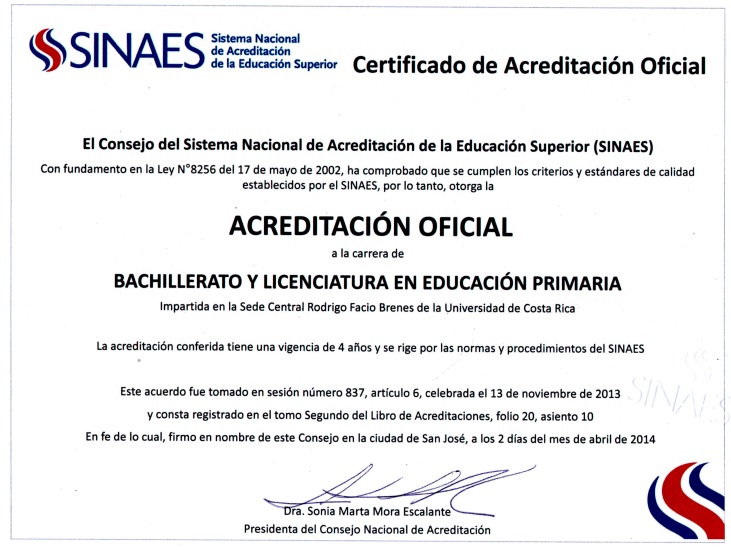 SINAES
Sistema Nacional
de Acreditación
de la Educación Superior
Certificado de Acreditación Oficial
El Consejo del Sistema Nacional de Acreditación de la Educación Superior (SINAES)
Con fundamento en la Ley N°8256 del 17 de mayo de 2002, ha comprobado que se cumplen los criterios y estándares de calidad
establecidos por el SINAES, por lo tanto, otorga la
ACREDITACIÓN OFICIAL
a la carrera de
BACHILLERATO Y LICENCIATURA EN EDUCACIÓN PRIMARIA
Impartida en la Sede Central Rodrigo Facio Brenes de la Universidad de Costa Rica
La acreditación conferida tiene una vigencia de 4 años y se rige por las normas y procedimientos del SINAES
Este acuerdo fue tomado en sesión número 837, artículo 6, celebrada el 13 de noviembre de 2013
y consta registrado en el tomo Segundo del Libro de Acreditaciones, folio 20, asiento 10
En fe de lo cual, firmo en nombre de este Consejo en la ciudad de San José, a los 2 días del mes de abril de 2014
SINAES
Dra. Sonia Marta Mora Escalante
Presidenta del Consejo Nacional de Acreditación